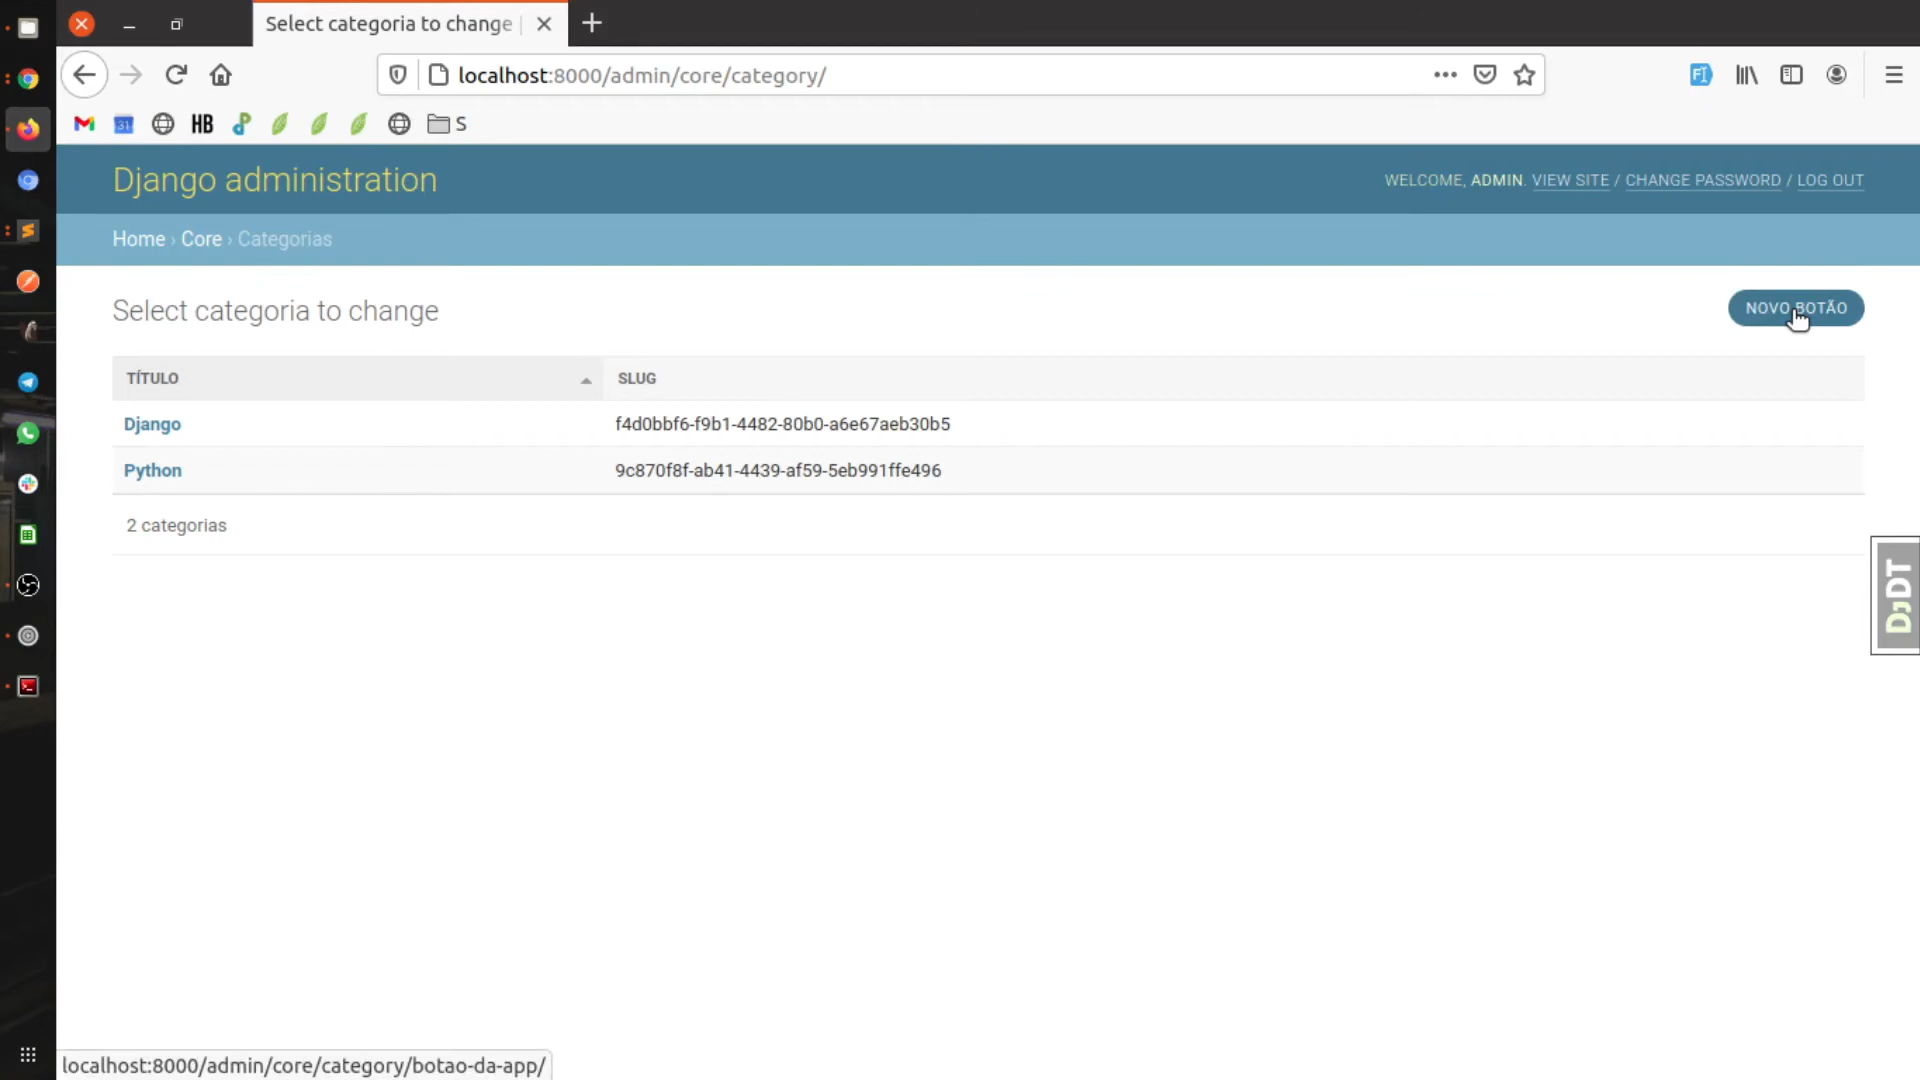 Select categoria to change
localhost:8000/admin/core/category/
31
HB
S
Django administration
WELCOME, ADMIN. VIEW SITE / CHANGE PASSWORD / LOG OUT
Home › Core › Categorias
Select categoria to change
NOVO BOTÃO
TÍTULO SLUG
Django f4d0bbf6-f9b1-4482-80b0-a6e67aeb30b5
Python 9c870f8f-ab41-4439-af59-5eb991ffe496
2 categorias
DJDT
localhost:8000/admin/core/category/botao-da-app/